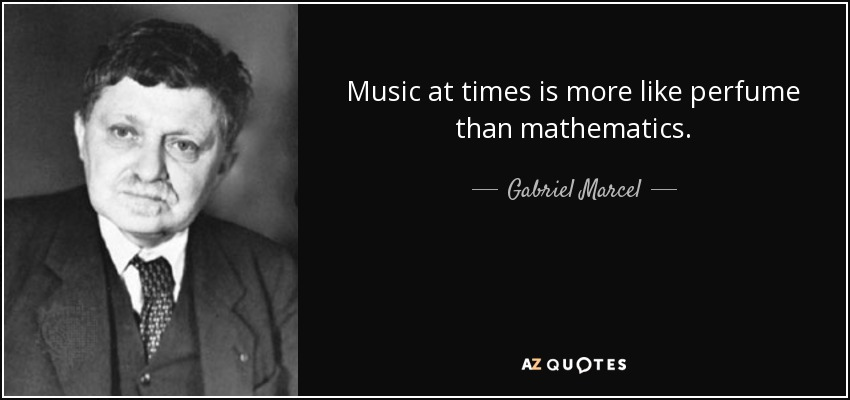 Music at times is more like perfume
than mathematics.
Gabriel Marcel
AZ QUOTES